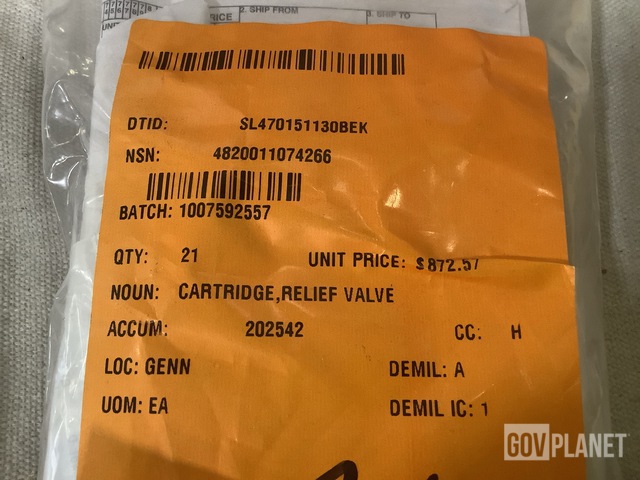 2. SHIP FROM
3. SHIP TO
DTID: SL470151130BEK
NSN: 4820011074266
BATCH: 1007592557
QTY: 21 UNIT PRICE: $872.57
NOUN: CARTRIDGE,RELIEF VALVE
ACCUM: 202542 CC: H
LOC: GENN DEMIL: A
UOM: EA DEMIL IC: 1
GOVPLANET